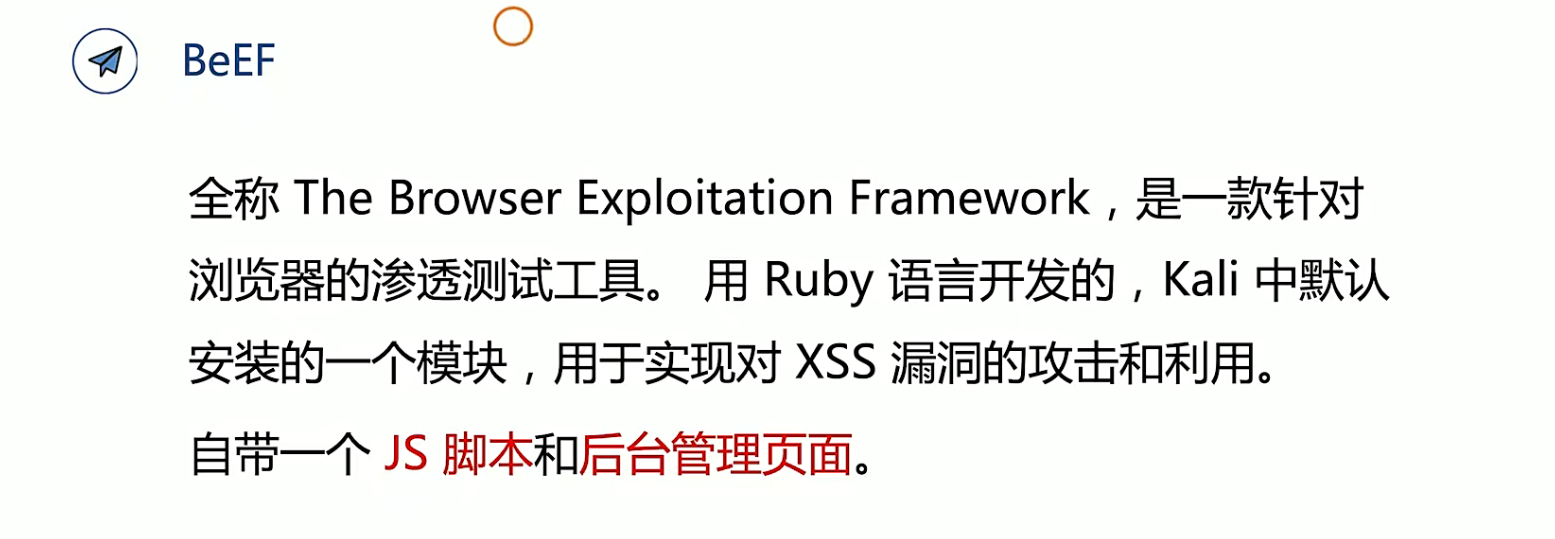 BeEF
全称 The Browser Exploitation Framework，是一款针对
浏览器的渗透测试工具。 用 Ruby 语言开发的，Kali 中默认
安装的一个模块，用于实现对 XSS 漏洞的攻击和利用。
自带一个 JS 脚本和后台管理页面。